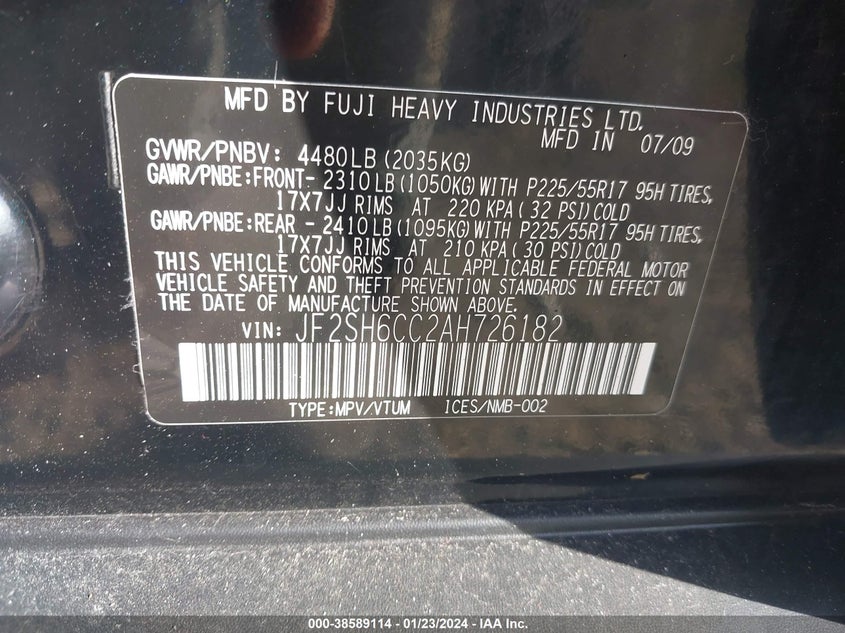 MFD BY FUJI HEAVY INDUSTRIES LTD.
MFD IN 07/09
GVWR/PNBV: 4480LB (2035KG)
GAWR/PNBE:FRONT- 2310LB (1050KG) WITH P225/55R17 95H TIRES,
17X7JJ RIMS AT 220 KPA ( 32 PSI) COLD
GAWR/PNBE:REAR - 2410LB (1095KG) WITH P225/55R17 95H TIRES,
17X7JJ RIMS AT 210 KPA ( 30 PSI) COLD
THIS VEHICLE CONFORMS TO ALL APPLICABLE FEDERAL MOTOR
VEHICLE SAFETY AND THEFT PREVENTION STANDARDS IN EFFECT ON
THE DATE OF MANUFACTURE SHOWN ABOVE.
VIN: JF2SH6CC2AH726182
TYPE:MPV/VTUM ICES/NMB-002
000-38589114 - 01/23/2024 - IAA Inc.